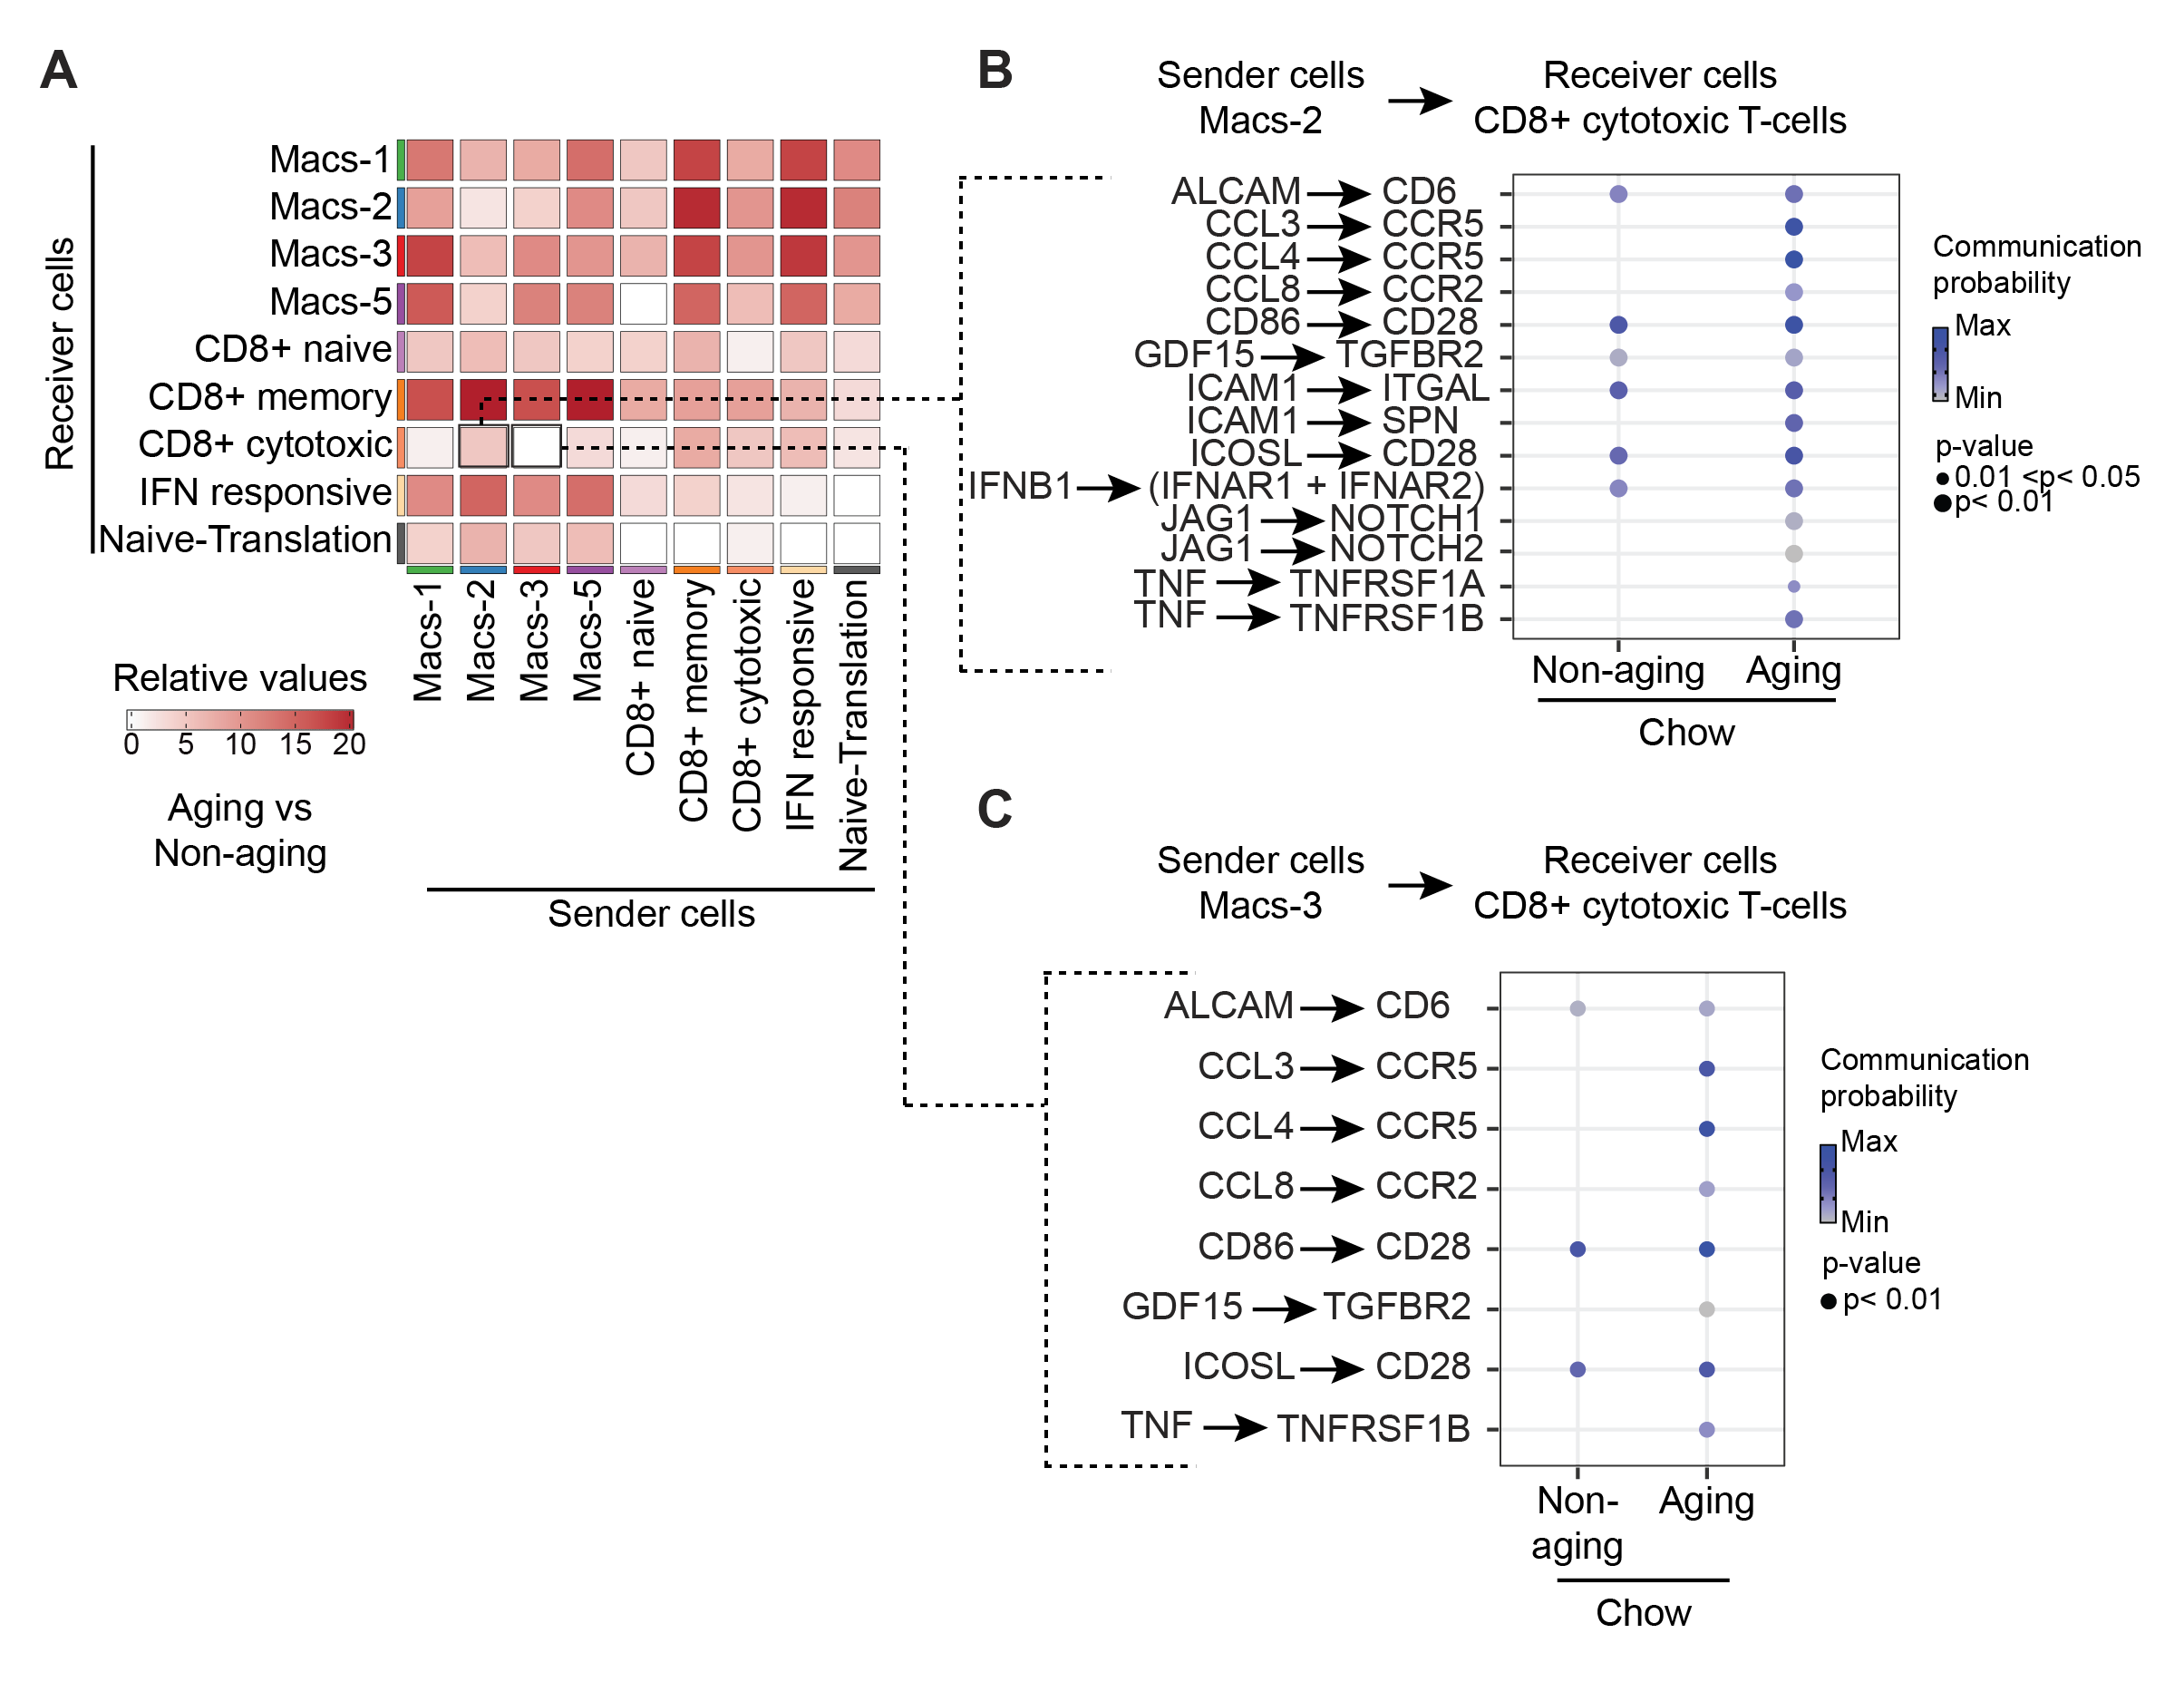 A
Receiver cells
Macs-1
Macs-2
Macs-3
Macs-5
CD8+ naive
CD8+ memory
CD8+ cytotoxic
IFN responsive
Naive-Translation
Macs-1
Macs-2
Macs-3
Macs-5
CD8+ naive
CD8+ memory
CD8+ cytotoxic
IFN responsive
Naive-Translation
Sender cells
Relative values
0 5 10 15 20
Aging vs
Non-aging
B
Sender cells
Macs-2
Receiver cells
CD8+ cytotoxic T-cells
ALCAM CD6
CCL3 CCR5
CCL4 CCR5
CCL8 CCR2
CD86 CD28
GDF15 TGFBR2
ICAM1 ITGAL
ICAM1 SPN
ICOSL CD28
IFNB1 (IFNAR1 + IFNAR2)
JAG1 NOTCH1
JAG1 NOTCH2
TNF TNFRSF1A
TNF TNFRSF1B
Non-aging Aging
Chow
Communication
probability
Max
Min
p-value
0.01 <p< 0.05
p< 0.01
C
Sender cells
Macs-3
Receiver cells
CD8+ cytotoxic T-cells
ALCAM CD6
CCL3 CCR5
CCL4 CCR5
CCL8 CCR2
CD86 CD28
GDF15 TGFBR2
ICOSL CD28
TNF TNFRSF1B
Non-
aging
Aging
Chow
Communication
probability
Max
Min
p-value
p< 0.01